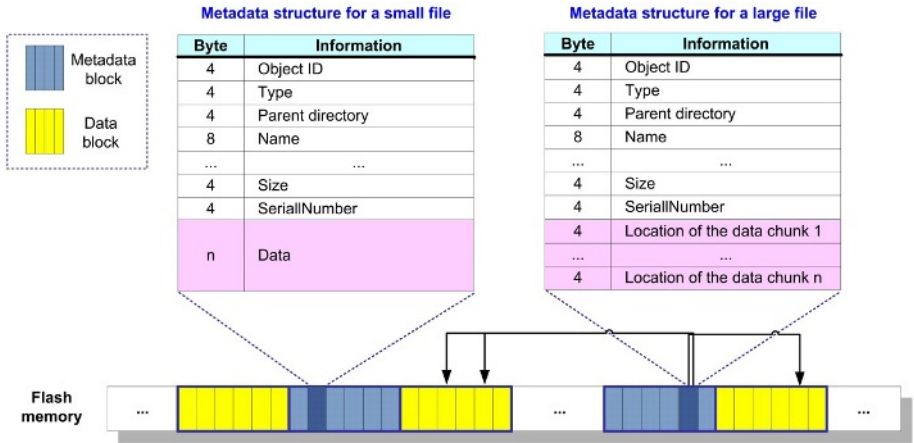 Metadata structure for a small file
Metadata structure for a large file
Metadata
block
Data
block
Byte Information
4 Object ID
4 Type
4 Parent directory
8 Name
... ...
4 Size
4 SeriallNumber
n Data
Byte Information
4 Object ID
4 Type
4 Parent directory
8 Name
... ...
4 Size
4 SeriallNumber
4 Location of the data chunk 1
... ...
4 Location of the data chunk n
Flash
memory
... ... ...